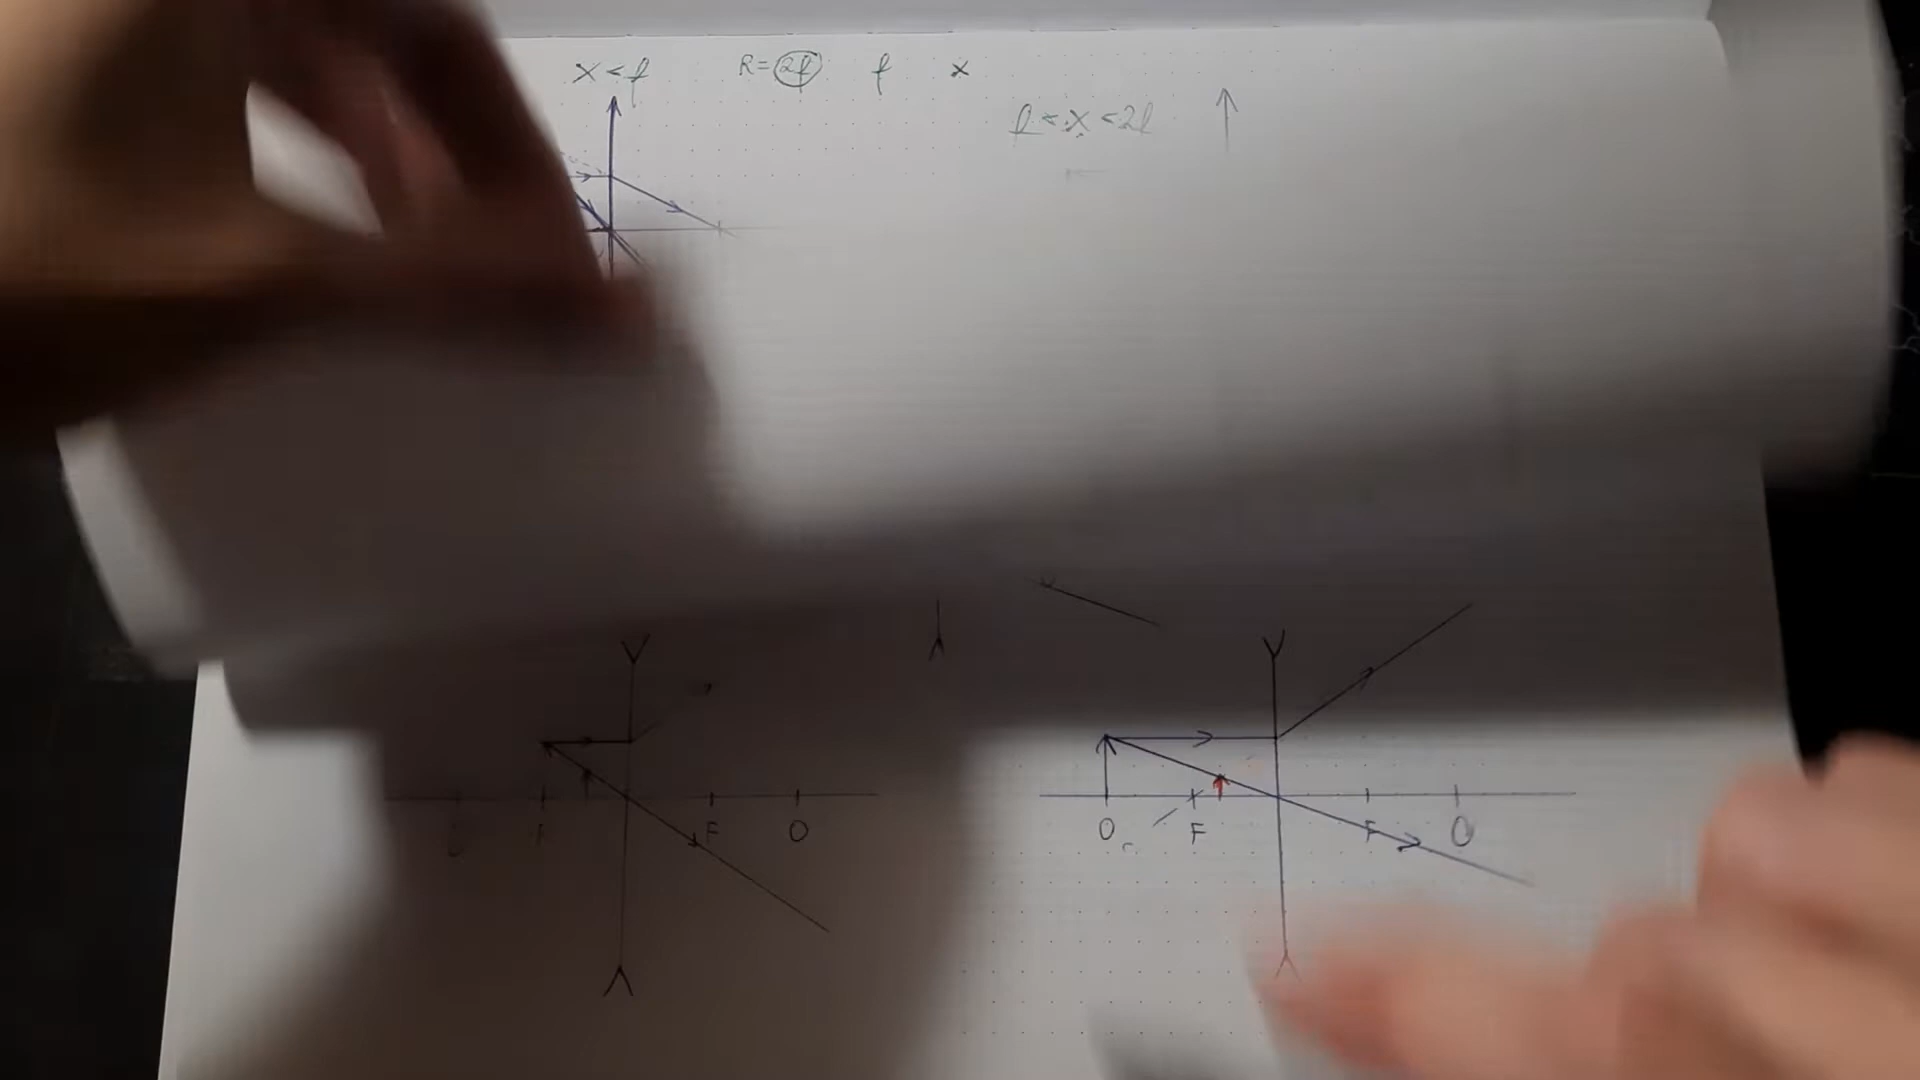 x < f R = 2f f x
f < x < 2f
F O
O F F O